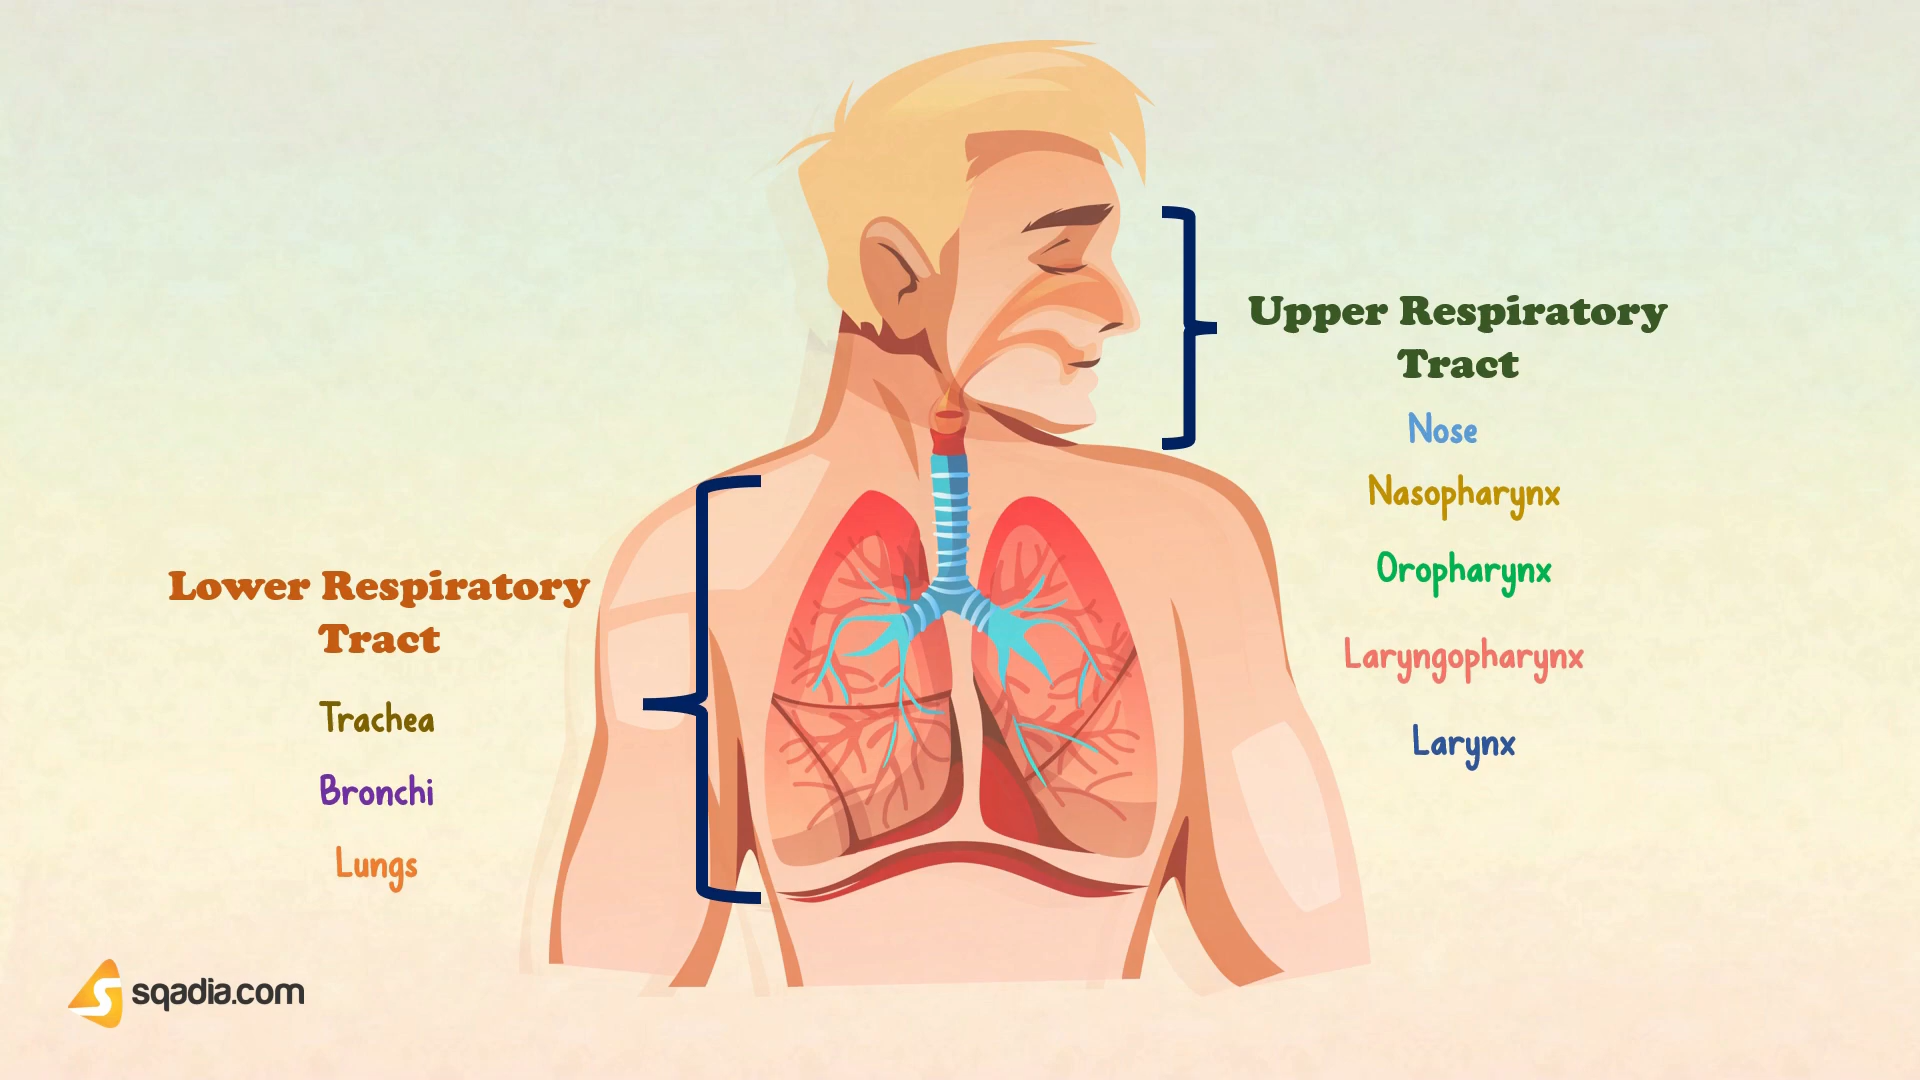 Upper Respiratory
Tract
Nose
Nasopharynx
Oropharynx
Laryngopharynx
Larynx
Lower Respiratory
Tract
Trachea
Bronchi
Lungs
sqadia.com